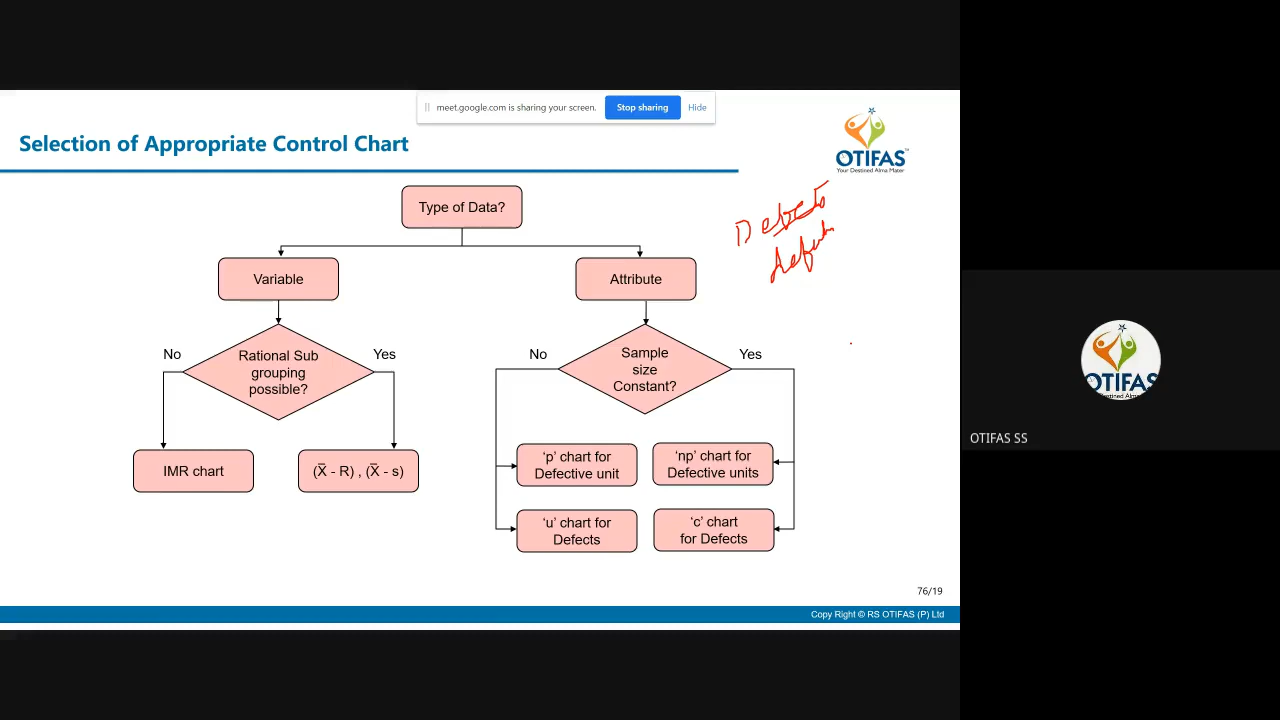 meet.google.com is sharing your screen. Stop sharing Hide
Selection of Appropriate Control Chart
OTIFAS
Your Destined Alma Mater
Type of Data?
Defects
Variable
Attribute
No
Rational Sub
grouping
possible?
Yes
No
Sample
size
Constant?
Yes
IMR chart
(X̅ - R) , (X̅ - s)
‘p’ chart for
Defective unit
‘np’ chart for
Defective units
‘u’ chart for
Defects
‘c’ chart
for Defects
76/19
Copy Right © RS OTIFAS (P) Ltd
OTIFAS
OTIFAS SS